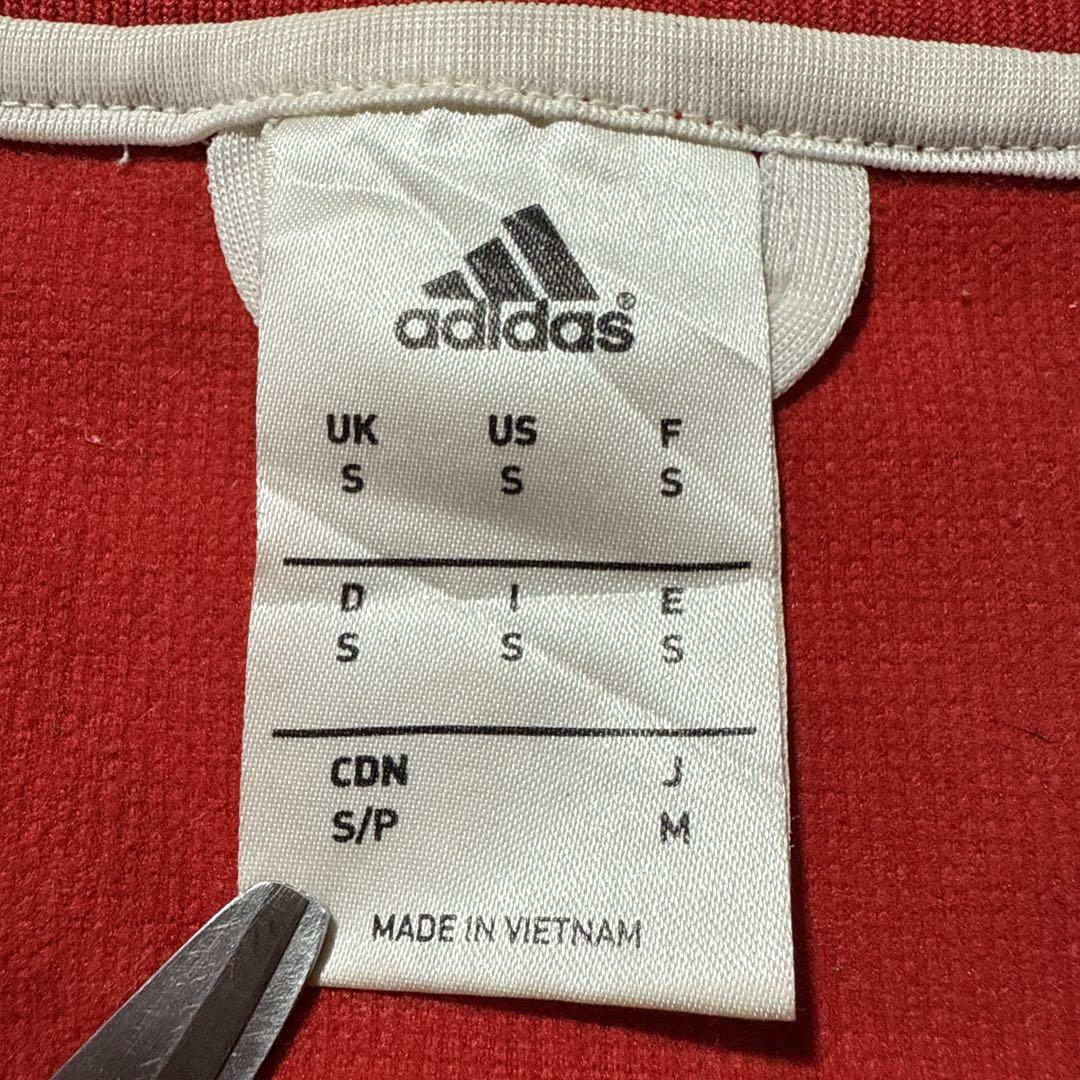 adidas®
UK US F
S S S
D I E
S S S
CDN J
S/P M
MADE IN VIETNAM